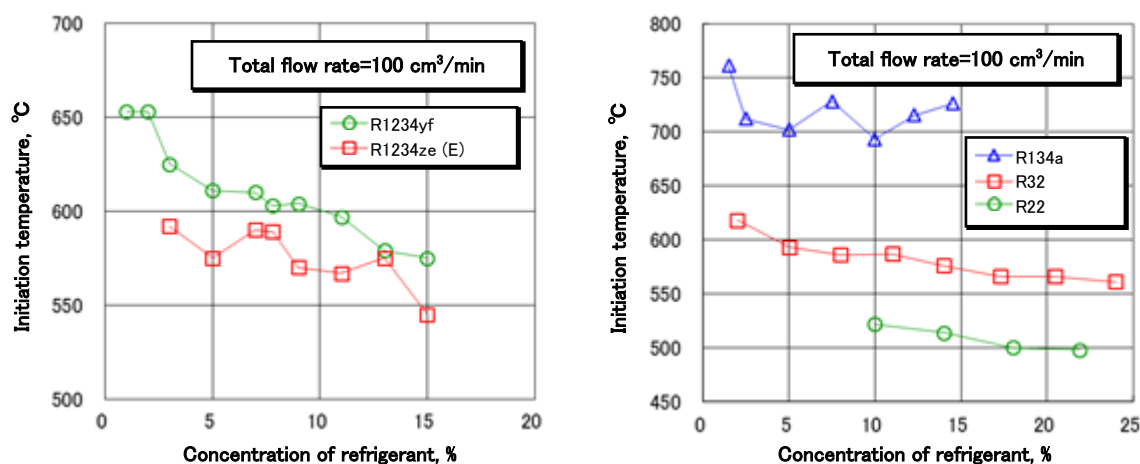 700
650
600
550
500
Initiation temperature, ℃
Total flow rate=100 cm³/min
R1234yf
R1234ze (E)
0
5
10
15
20
Concentration of refrigerant, %
800
750
700
650
600
550
500
450
Initiation temperature, ℃
Total flow rate=100 cm³/min
R134a
R32
R22
0
5
10
15
20
25
Concentration of refrigerant, %